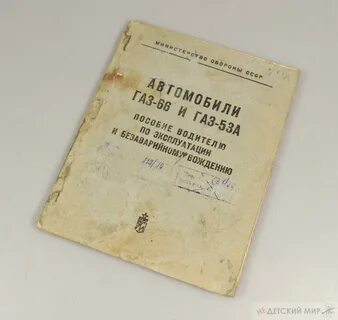 МИНИСТЕРСТВО ОБОРОНЫ СССР
АВТОМОБИЛИ
ГАЗ-66 И ГАЗ-53А
ПОСОБИЕ ВОДИТЕЛЮ
ПО ЭКСПЛУАТАЦИИ
И БЕЗАВАРИЙНОМУ ВОЖДЕНИЮ
ДЕТСКИЙ МИР